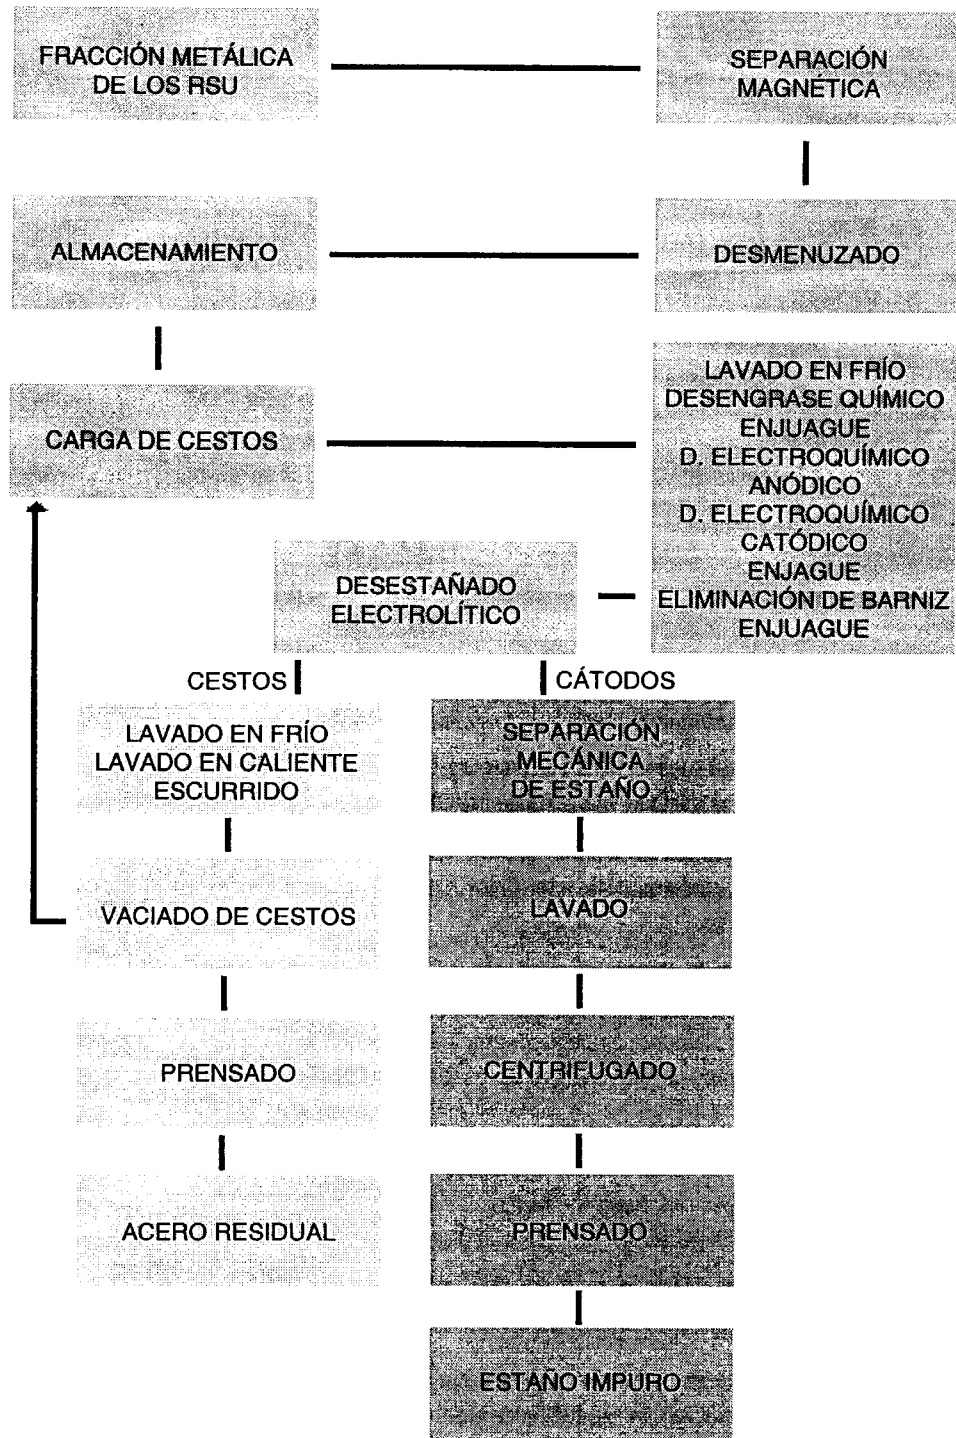 FRACCIÓN METÁLICA
DE LOS RSU
SEPARACIÓN
MAGNÉTICA
ALMACENAMIENTO
DESMENUZADO
CARGA DE CESTOS
LAVADO EN FRÍO
DESENGRASE QUÍMICO
ENJUAGUE
D. ELECTROQUÍMICO
ANÓDICO
D. ELECTROQUÍMICO
CATÓDICO
ENJAGUE
ELIMINACIÓN DE BARNIZ
ENJUAGUE
DESESTAÑADO
ELECTROLÍTICO
CESTOS
CÁTODOS
LAVADO EN FRÍO
LAVADO EN CALIENTE
ESCURRIDO
SEPARACIÓN
MECÁNICA
DE ESTAÑO
VACIADO DE CESTOS
LAVADO
PRENSADO
CENTRIFUGADO
ACERO RESIDUAL
PRENSADO
ESTAÑO IMPURO